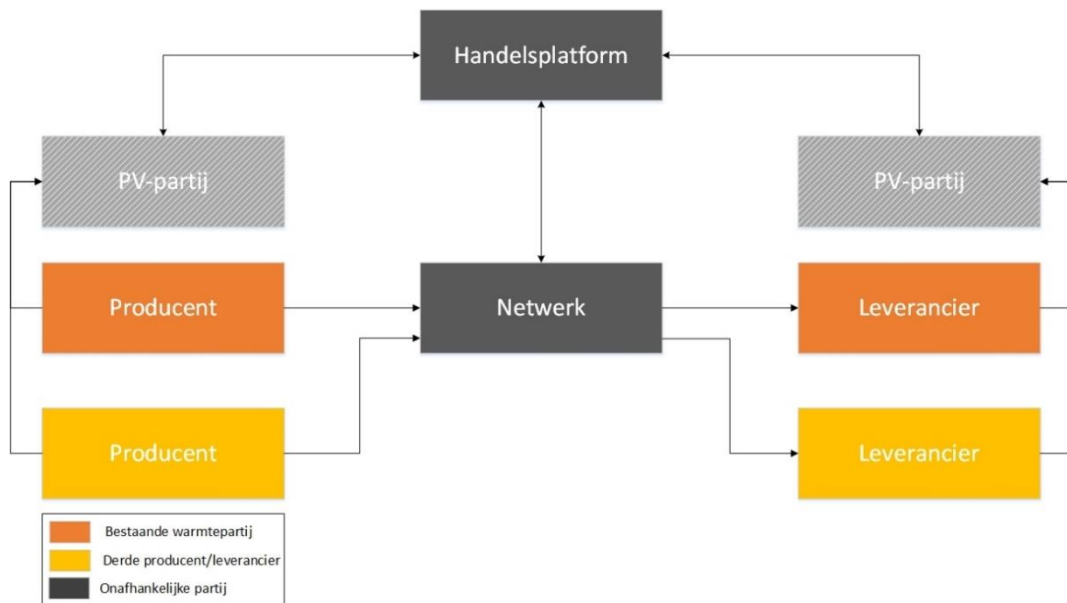 Handelsplatform
PV-partij
PV-partij
Producent
Netwerk
Leverancier
Producent
Leverancier
Bestaande warmtepartij
Derde producent/leverancier
Onafhankelijke partij